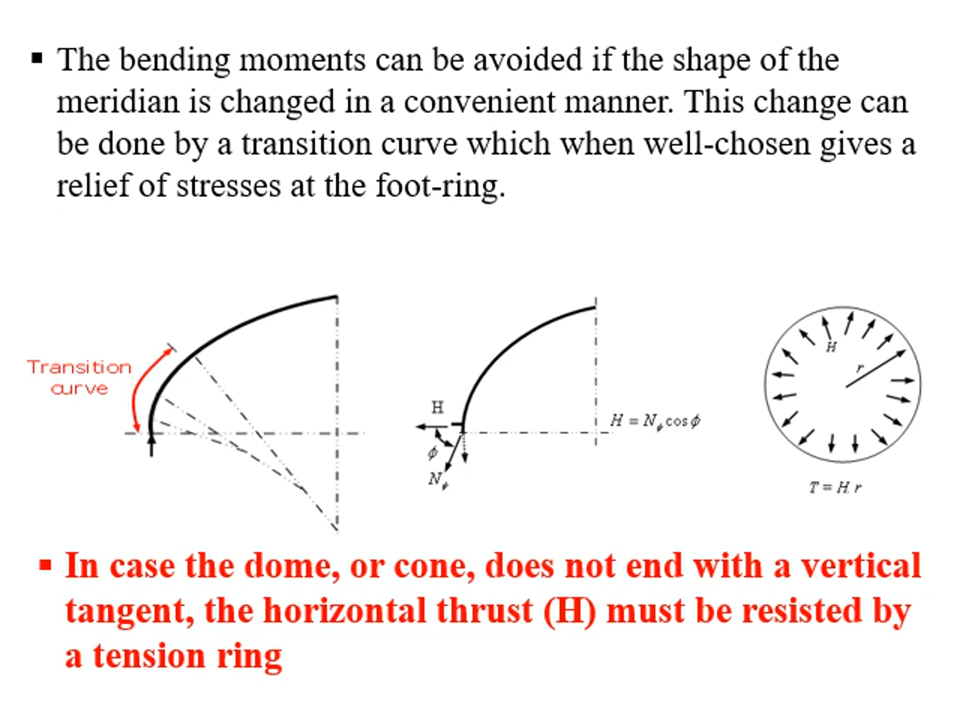 ▪ The bending moments can be avoided if the shape of the
meridian is changed in a convenient manner. This change can
be done by a transition curve which when well-chosen gives a
relief of stresses at the foot-ring.
Transition
curve
H
ϕ
Nϕ
H = Nϕ cos ϕ
H
r
T = H. r
▪ In case the dome, or cone, does not end with a vertical
tangent, the horizontal thrust (H) must be resisted by
a tension ring